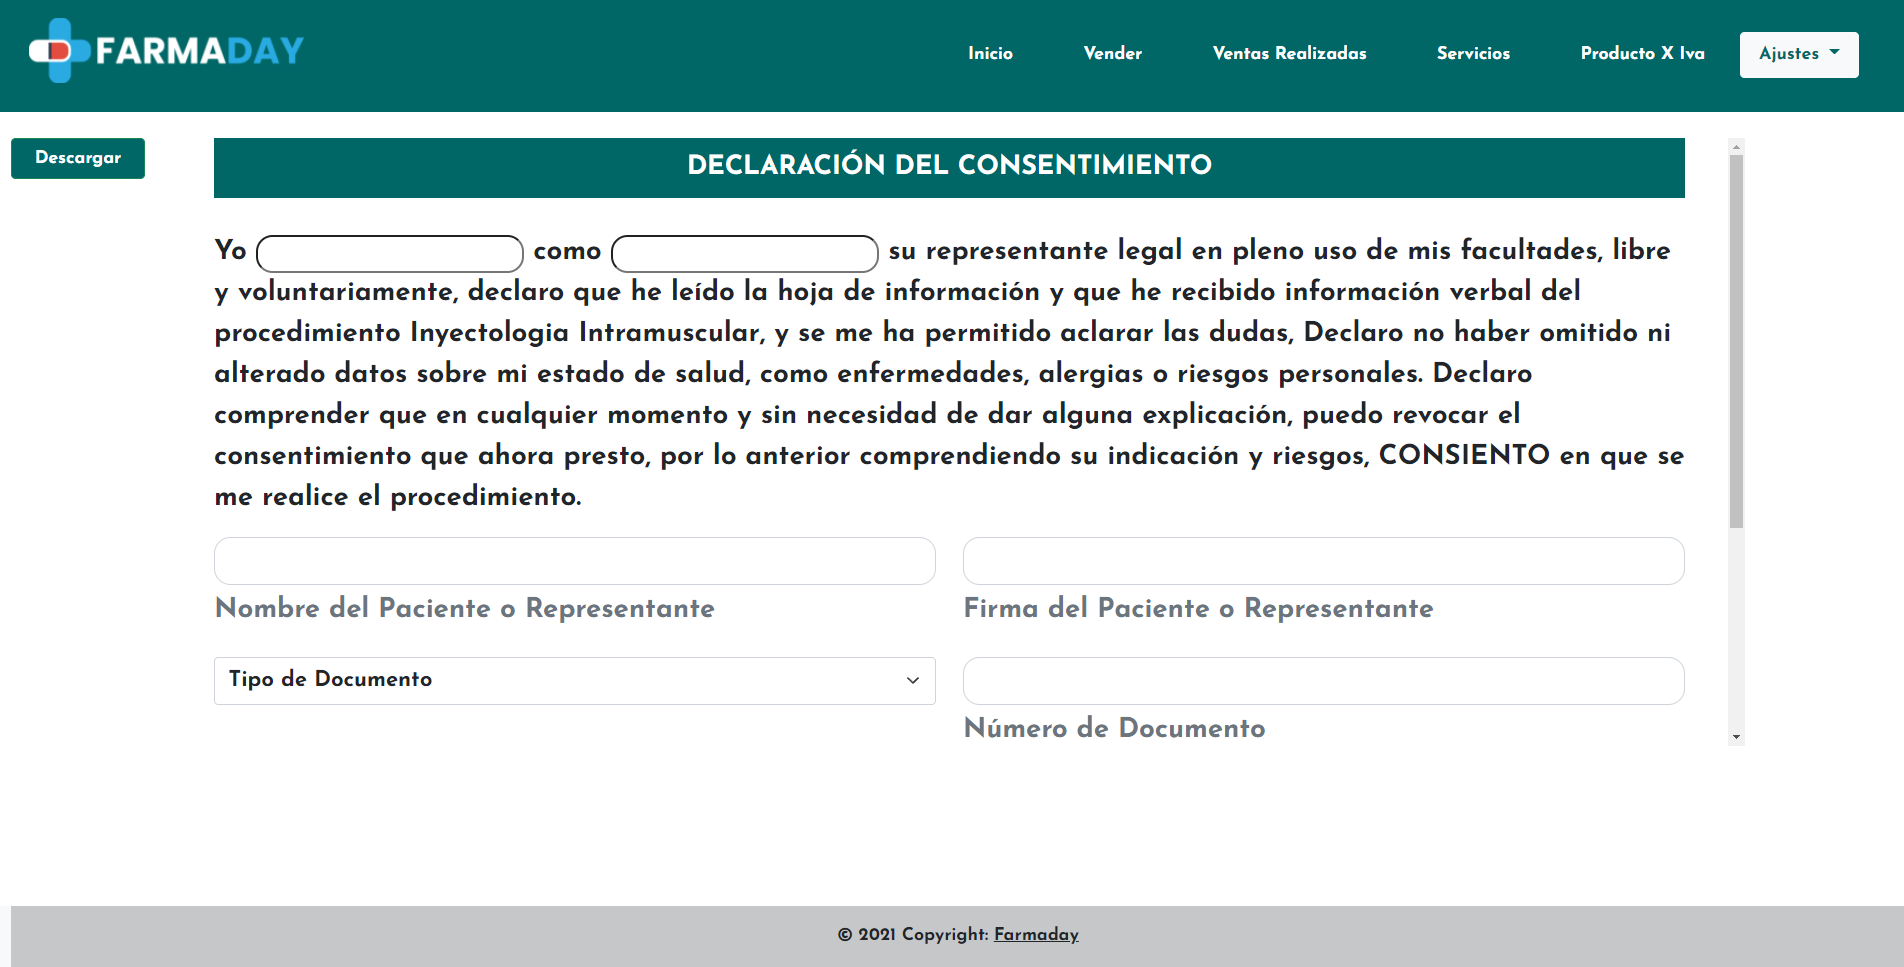 FARMADAY
Inicio
Vender
Ventas Realizadas
Servicios
Producto X Iva
Ajustes
Descargar
DECLARACIÓN DEL CONSENTIMIENTO
Yo como su representante legal en pleno uso de mis facultades, libre
y voluntariamente, declaro que he leído la hoja de información y que he recibido información verbal del
procedimiento Inyectologia Intramuscular, y se me ha permitido aclarar las dudas, Declaro no haber omitido ni
alterado datos sobre mi estado de salud, como enfermedades, alergias o riesgos personales. Declaro
comprender que en cualquier momento y sin necesidad de dar alguna explicación, puedo revocar el
consentimiento que ahora presto, por lo anterior comprendiendo su indicación y riesgos, CONSIENTO en que se
me realice el procedimiento.
Nombre del Paciente o Representante
Firma del Paciente o Representante
Tipo de Documento
Número de Documento
© 2021 Copyright: Farmaday